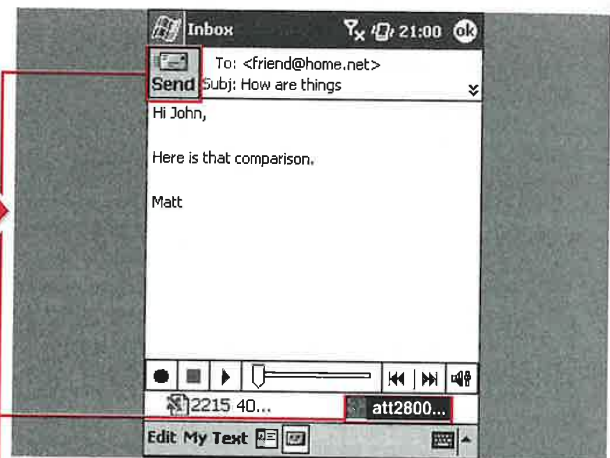 Inbox 21:00 ok
Send To: <friend@home.net>
Subj: How are things
Hi John,
Here is that comparison.
Matt
2215 40... att2800...
Edit My Text